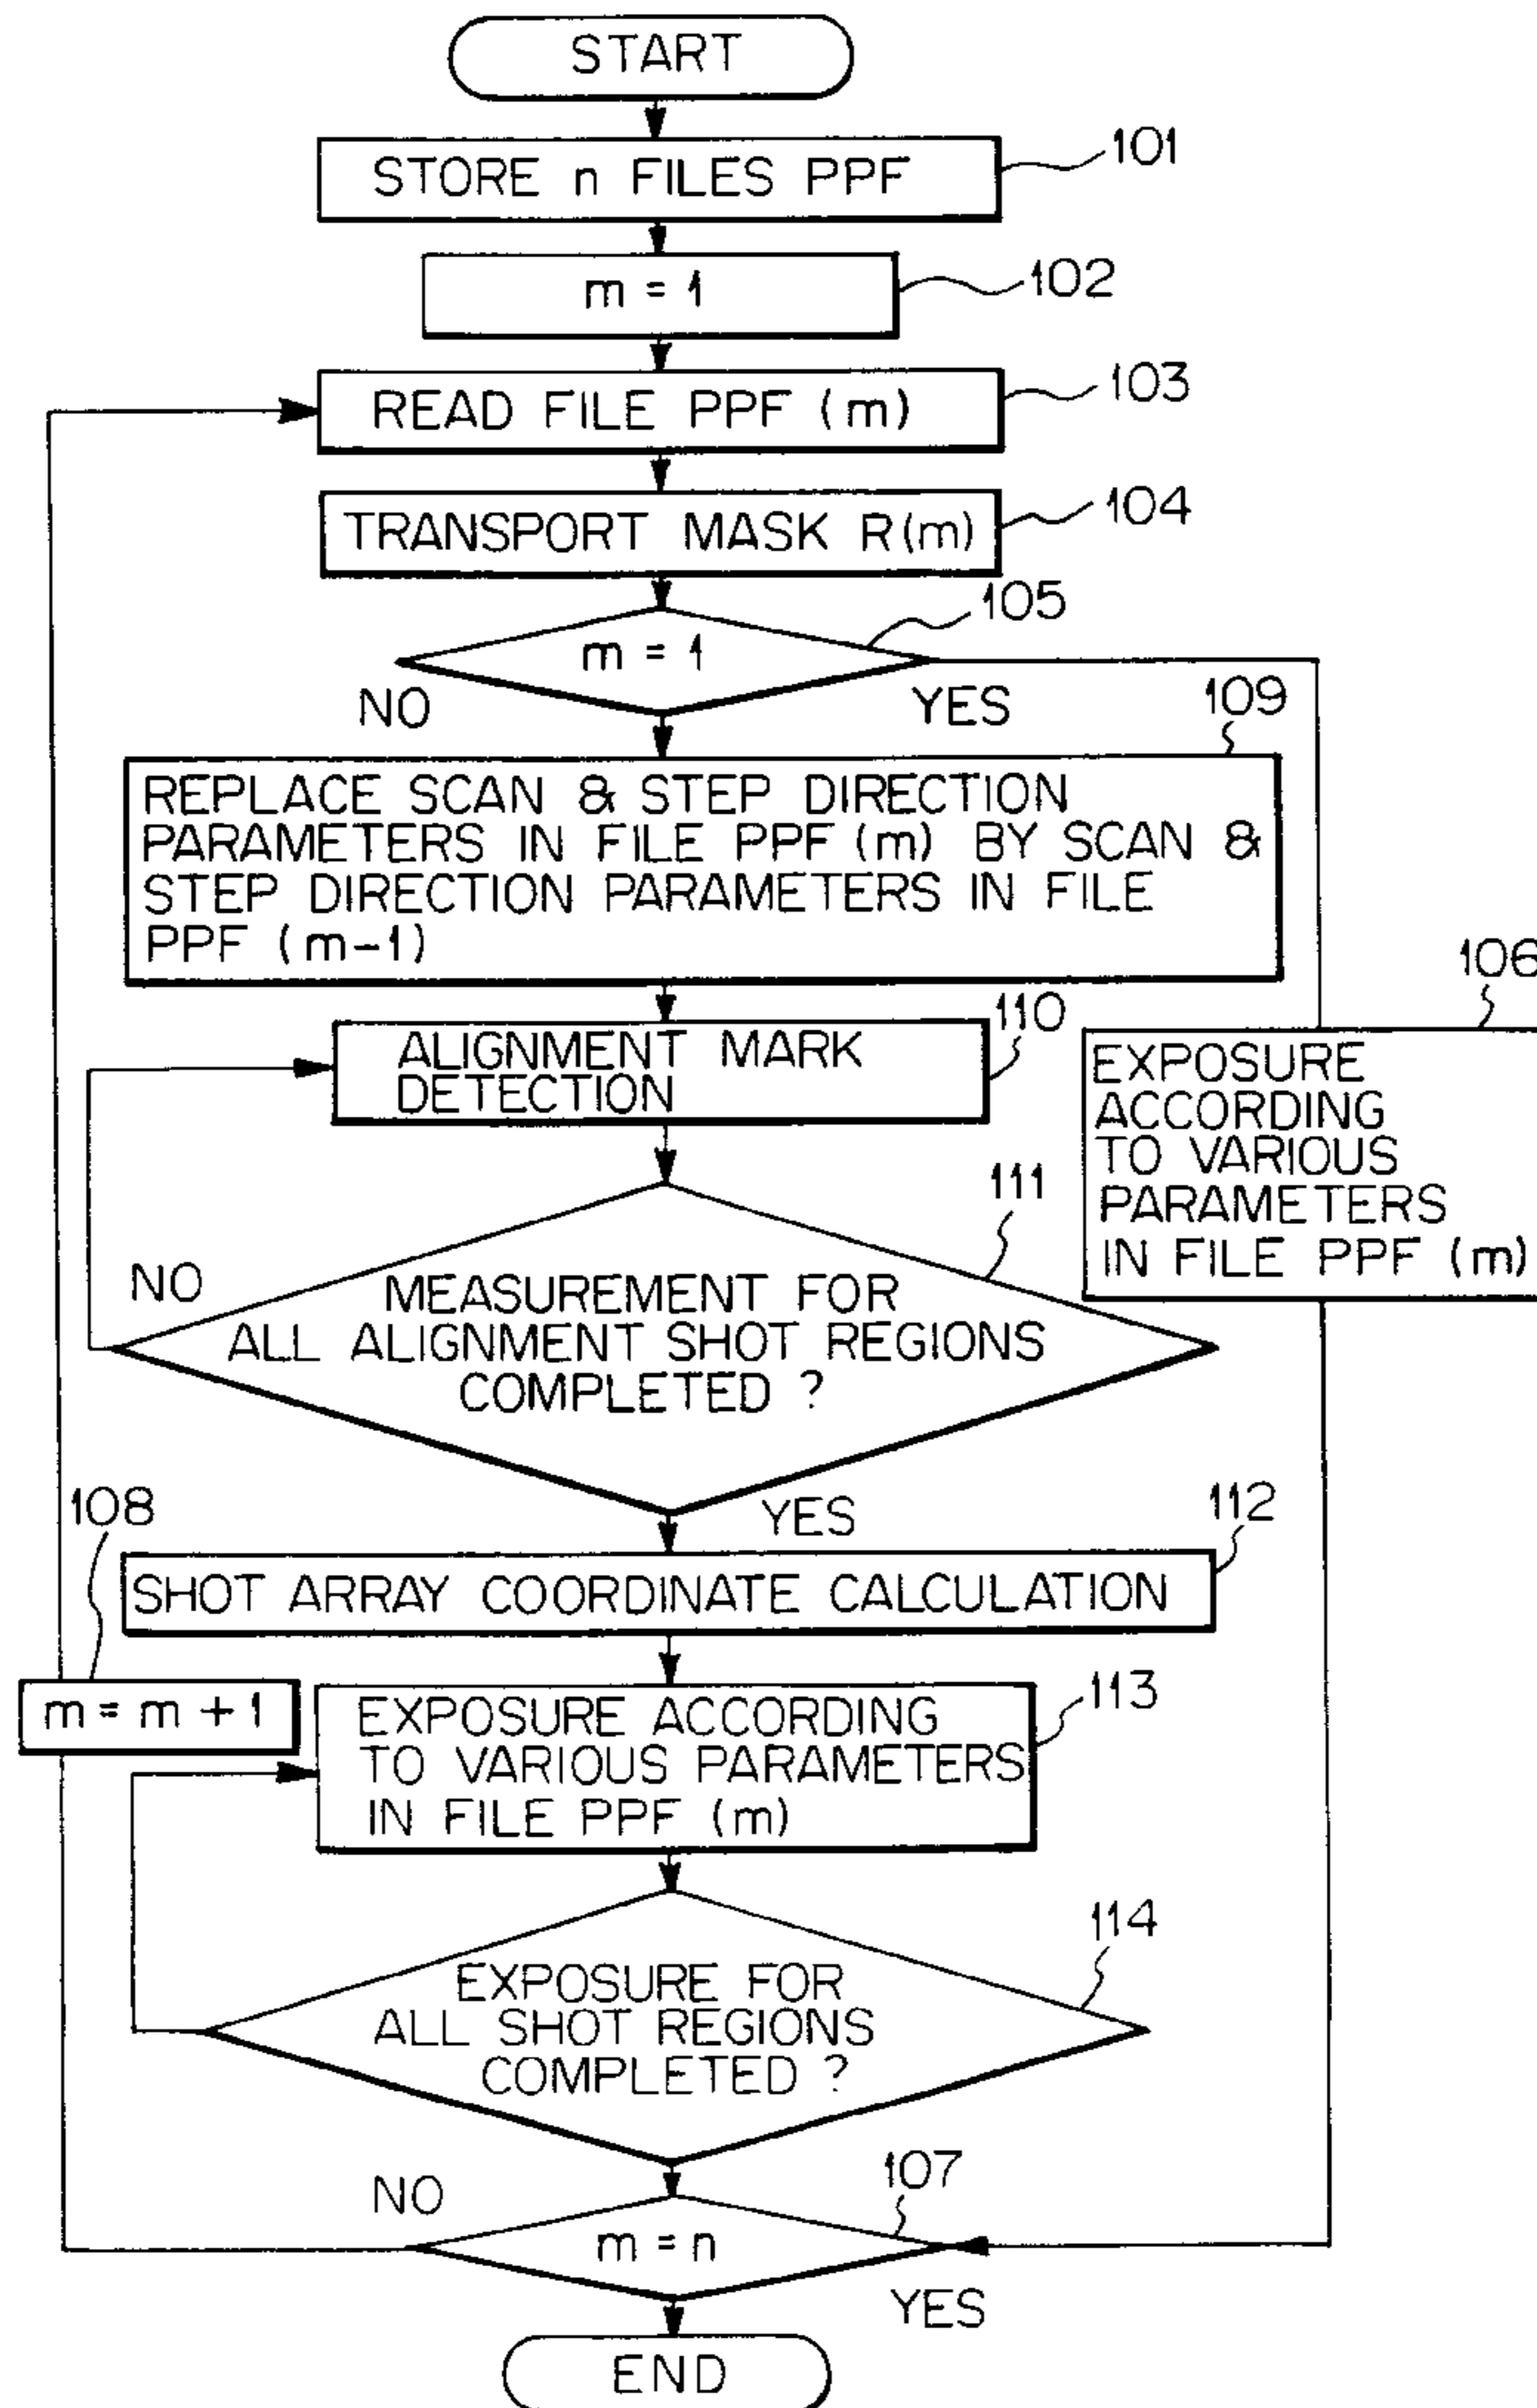 START
STORE n FILES PPF
101
m = 1
102
READ FILE PPF (m)
103
TRANSPORT MASK R(m)
104
m = 1
105
NO
YES
109
REPLACE SCAN & STEP DIRECTION
PARAMETERS IN FILE PPF (m) BY SCAN &
STEP DIRECTION PARAMETERS IN FILE
PPF (m-1)
106
EXPOSURE
ACCORDING
TO VARIOUS
PARAMETERS
IN FILE PPF (m)
110
ALIGNMENT MARK
DETECTION
111
NO
MEASUREMENT FOR
ALL ALIGNMENT SHOT REGIONS
COMPLETED ?
YES
108
112
SHOT ARRAY COORDINATE CALCULATION
m = m + 1
113
EXPOSURE ACCORDING
TO VARIOUS PARAMETERS
IN FILE PPF (m)
114
EXPOSURE FOR
ALL SHOT REGIONS
COMPLETED ?
NO
107
m = n
YES
END